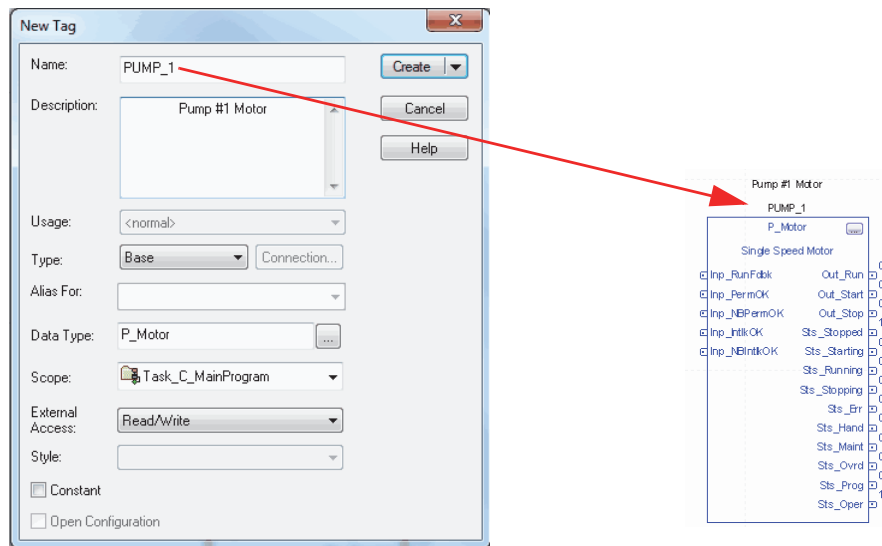 New Tag
Name:
PUMP_1
Create
Description:
Pump #1 Motor
Cancel
Help
Usage:
<normal>
Type:
Base
Connection...
Alias For:
Data Type:
P_Motor
...
Scope:
Task_C_MainProgram
External
Access:
Read/Write
Style:
Constant
Open Configuration
Pump #1 Motor
PUMP_1
P_Motor
...
Single Speed Motor
Inp_RunFdbk Out_Run
Inp_PermOK Out_Start
Inp_NBPermOK Out_Stop
Inp_IntlkOK Sts_Stopped
Inp_NBIntlkOK Sts_Starting
Sts_Running
Sts_Stopping
Sts_Err
Sts_Hand
Sts_Maint
Sts_Ovrd
Sts_Prog
Sts_Oper